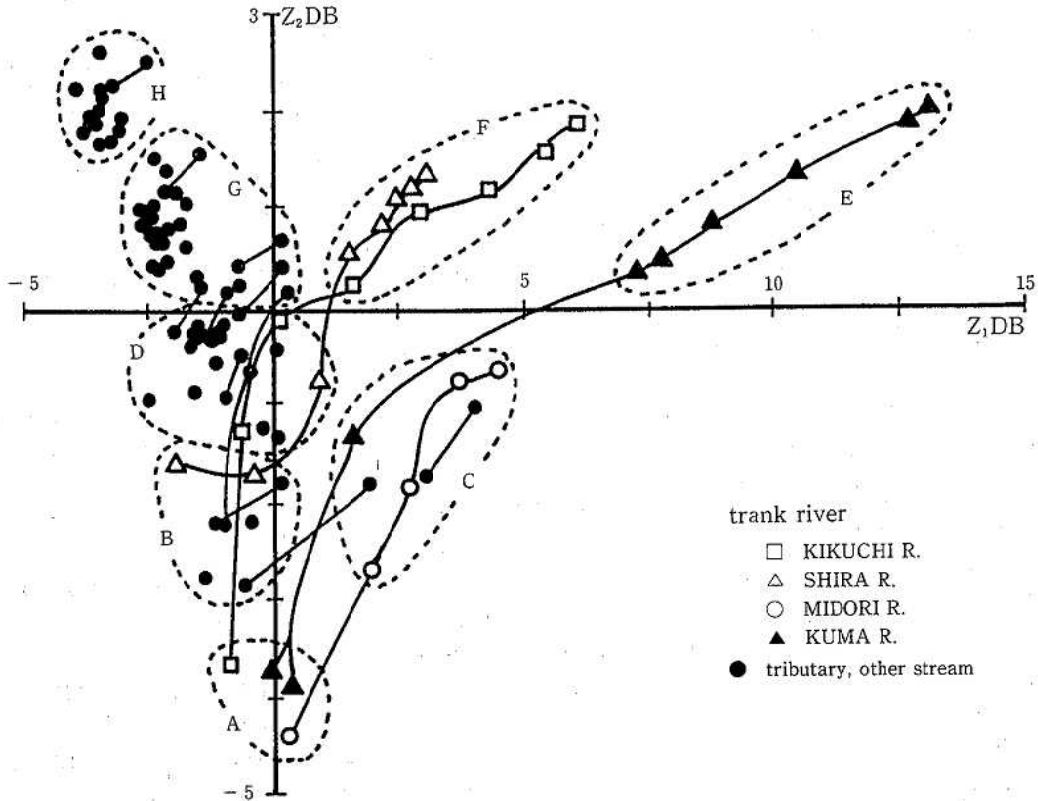 3
Z₂DB
H
F
G
E
-5
5
10
15
Z₁DB
D
C
B
A
-5
trank river
□ KIKUCHI R.
△ SHIRA R.
○ MIDORI R.
▲ KUMA R.
● tributary, other stream